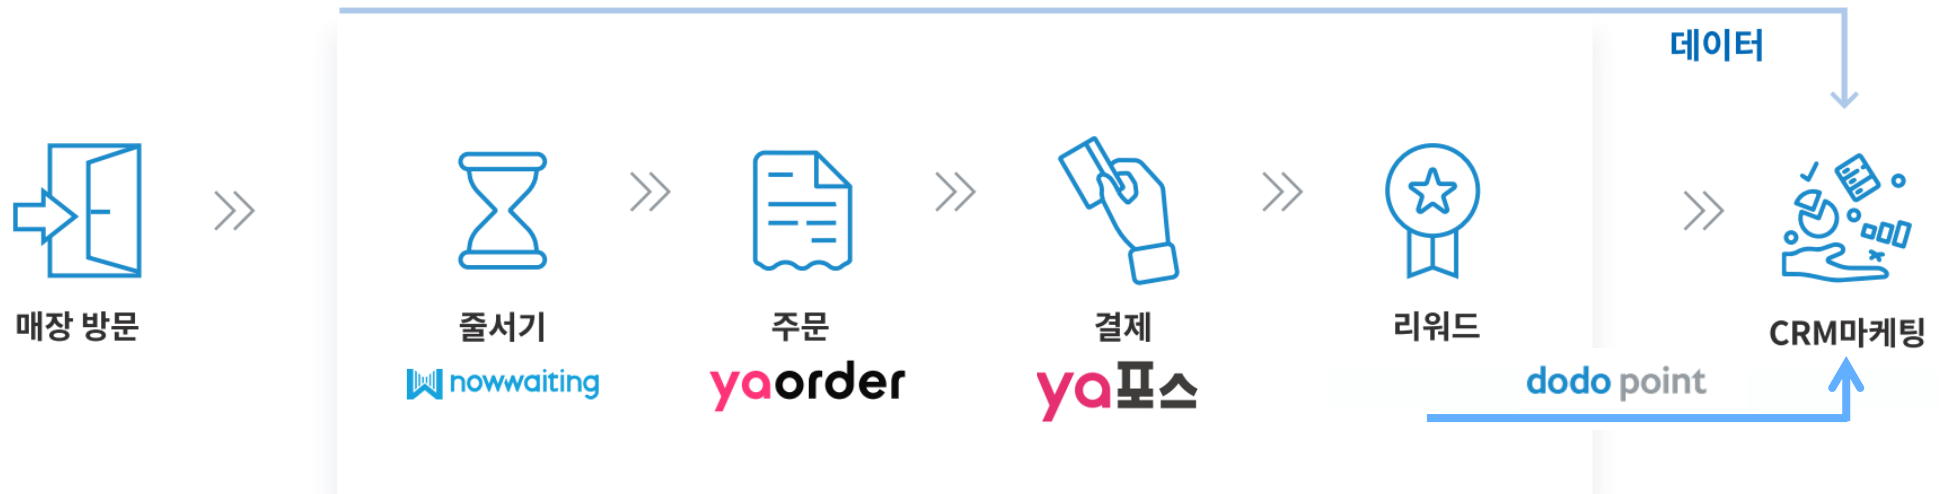 데이터
매장 방문
줄서기
주문
결제
리워드
CRM마케팅
nowwaiting
yaorder
ya포스
dodo point